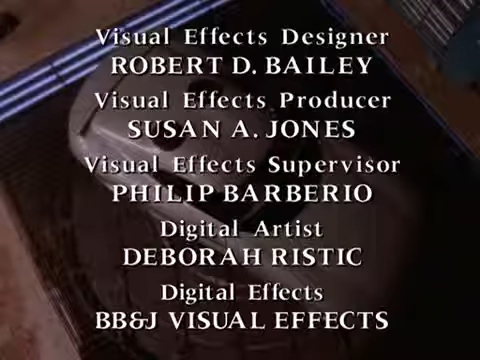 Visual Effects Designer
ROBERT D. BAILEY
Visual Effects Producer
SUSAN A. JONES
Visual Effects Supervisor
PHILIP BARBERIO
Digital Artist
DEBORAH RISTIC
Digital Effects
BB&J VISUAL EFFECTS